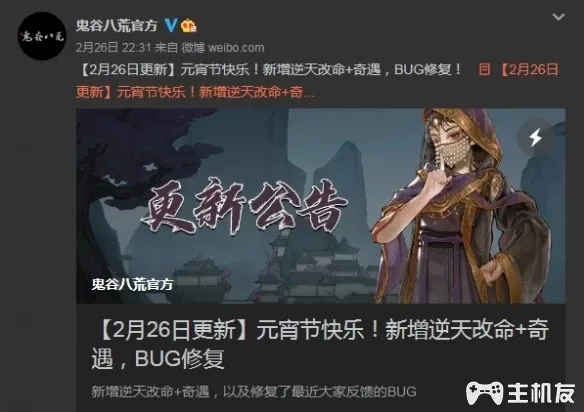 鬼谷八荒
鬼谷八荒官方
2月26日 22:31 来自 微博 weibo.com
【2月26日更新】元宵节快乐！新增逆天改命+奇遇，BUG修复！ 【2月26日
更新】元宵节快乐！新增逆天改命+奇...
更新公告
鬼谷八荒官方
【2月26日更新】元宵节快乐！新增逆天改命+奇
遇，BUG修复
新增逆天改命+奇遇，以及修复了最近大家反馈的BUG
主机友